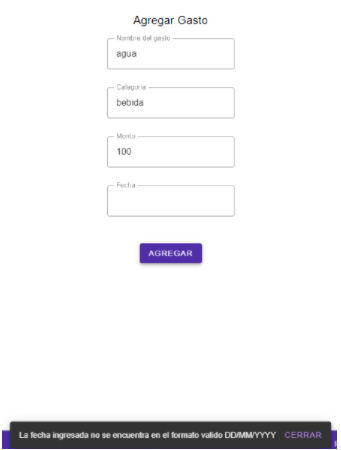 Agregar Gasto
Nombre del gasto
agua
Categoria
bebida
Monto
100
Fecha
AGREGAR
La fecha ingresada no se encuentra en el formato valido DD/MM/YYYY CERRAR